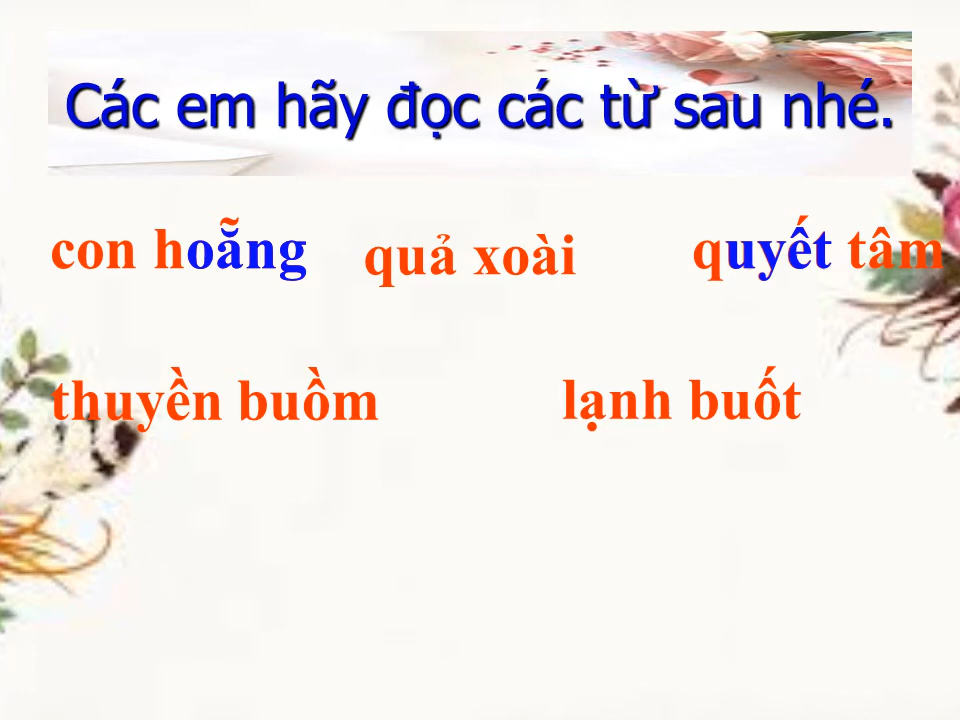 Các em hãy đọc các từ sau nhé.
con hoẵng quả xoài quyết tâm
thuyền buồm lạnh buốt